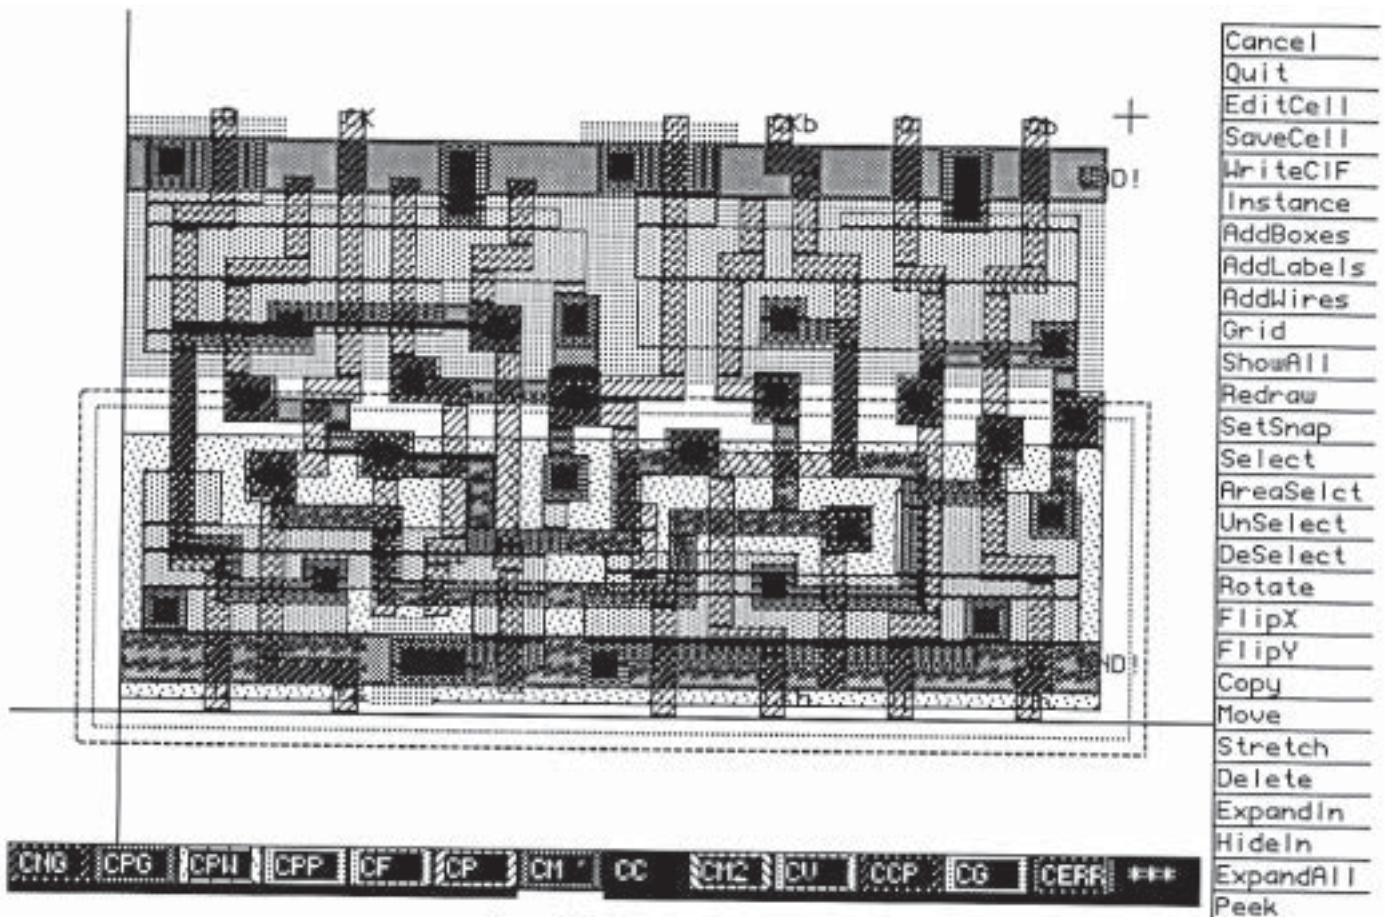 D CK CKb Q Qb
GND!
Cancel
Quit
EditCell
SaveCell
WriteCIF
Instance
AddBoxes
AddLabels
AddWires
Grid
ShowAll
Redraw
SetSnap
Select
AreaSelct
UnSelect
DeSelect
Rotate
FlipX
FlipY
Copy
Move
Stretch
Delete
ExpandIn
HideIn
ExpandAll
Peek
CNG CPG CPW CPP CF CP CM CC CM2 CV CCP CG CERR ***